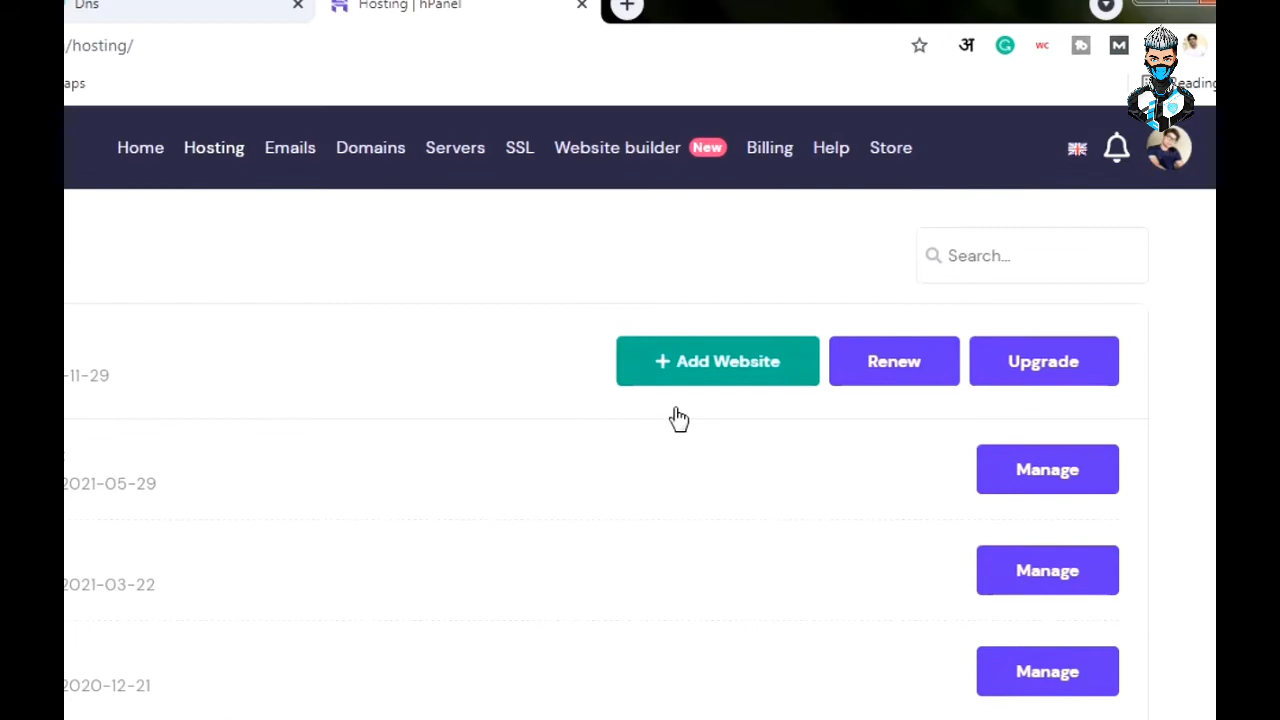 Dns
Hosting | hPanel
/hosting/
अ
WC
M
aps
Reading
Home Hosting Emails Domains Servers SSL Website builder New Billing Help Store
Search...
-11-29
+ Add Website
Renew
Upgrade
2021-05-29
Manage
2021-03-22
Manage
2020-12-21
Manage